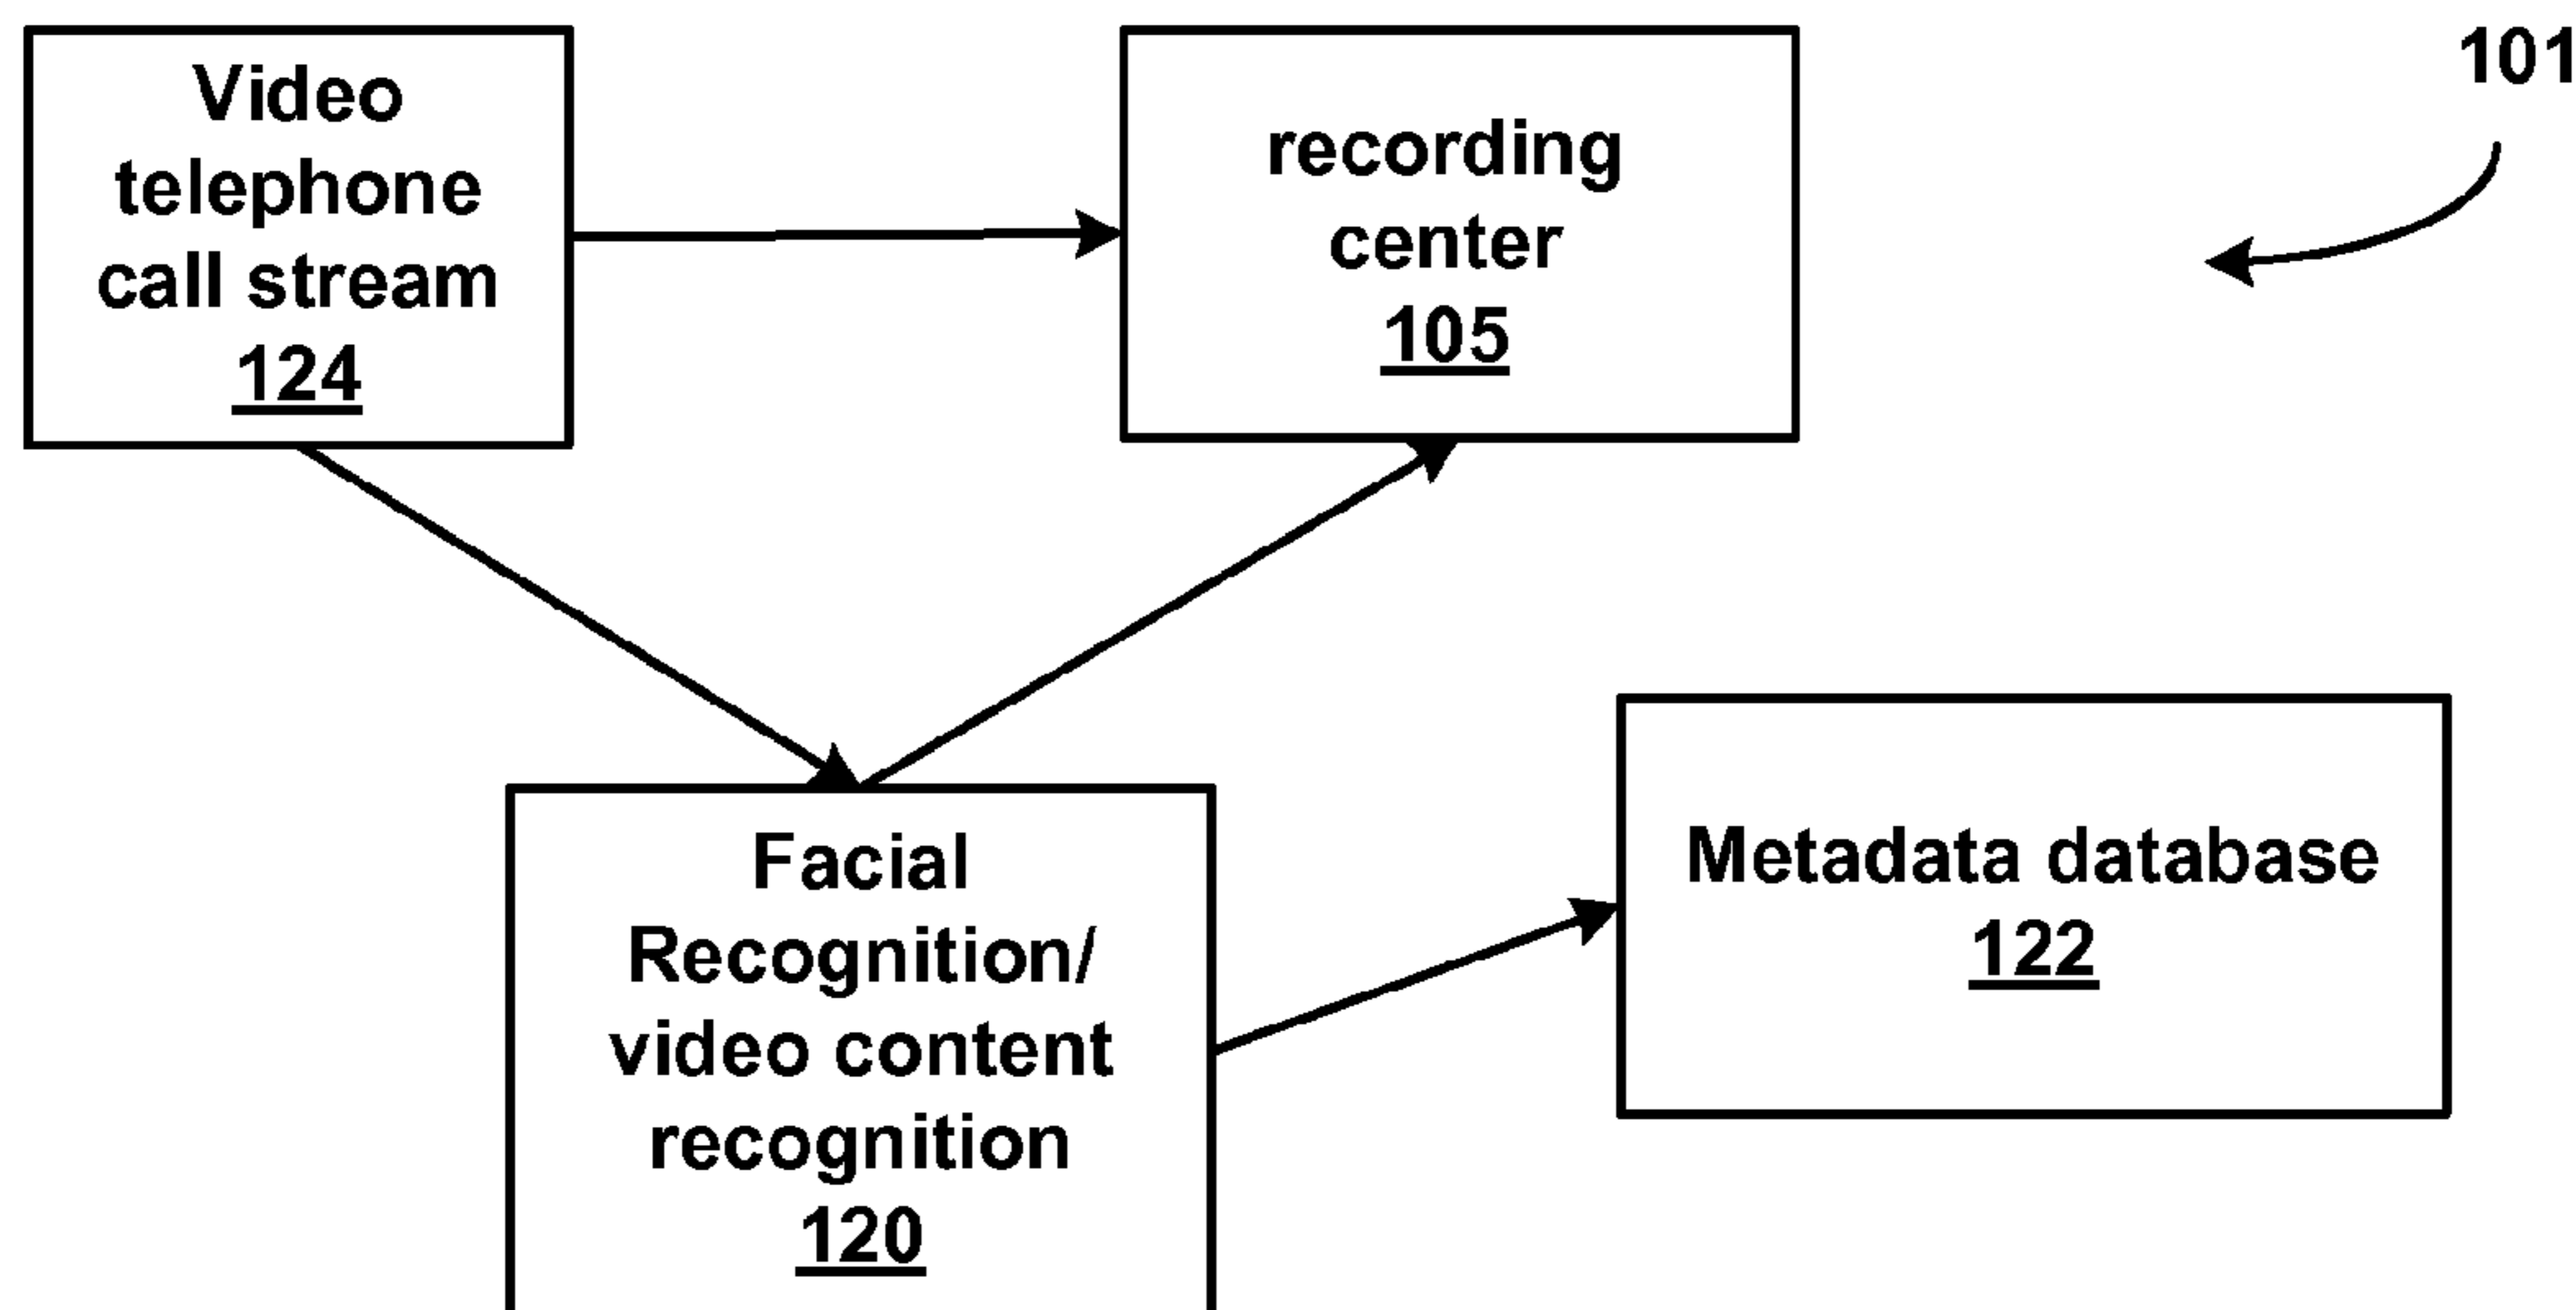 Video
telephone
call stream
124
recording
center
105
101
Facial
Recognition/
video content
recognition
120
Metadata database
122